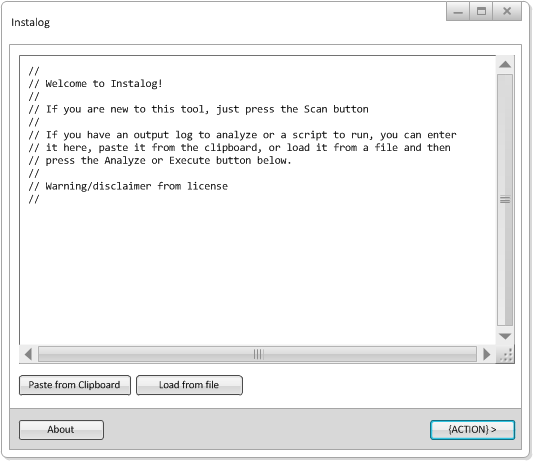 Instalog
//
// Welcome to Instalog!
//
// If you are new to this tool, just press the Scan button
//
// If you have an output log to analyze or a script to run, you can enter
// it here, paste it from the clipboard, or load it from a file and then
// press the Analyze or Execute button below.
//
// Warning/disclaimer from license
//
Paste from Clipboard
Load from file
About
{ACTION} >